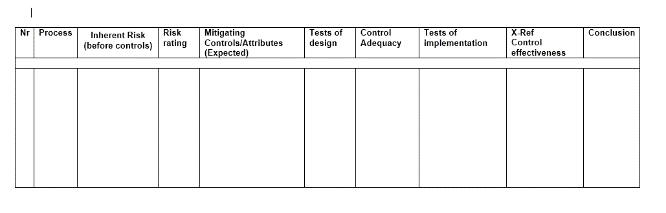 Nr Process Inherent Risk (before controls) Risk rating Mitigating Controls/Attributes (Expected) Tests of design Control Adequacy Tests of implementation X-Ref Control effectiveness Conclusion